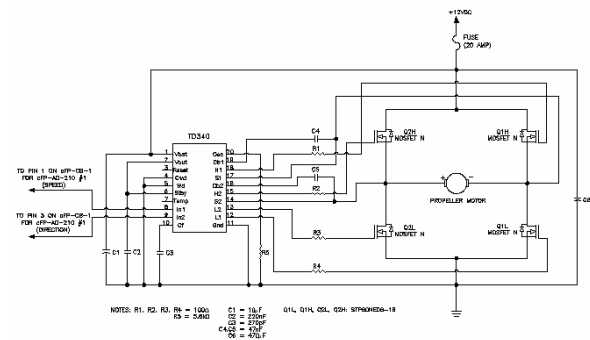 +12VDC
FUSE
(20 AMP)
TD340
C4
R1
C5
R2
Q2H
MOSFET N
Q1H
MOSFET N
1 Vbat Osc 20
2 Vout Cb1 19
3 Reset H1 18
4 Cwd S1 17
5 Wd Cb2 16
6 Stby H2 15
7 Temp S2 14
8 In1 L2 13
9 In2 L1 12
10 Cf Gnd 11
TO PIN 1 ON cFP-CB-1
FOR cFP-AO-210 #1
(SPEED)
TO PIN 3 ON cFP-CB-1
FOR cFP-AO-210 #1
(DIRECTION)
+ -
PROPELLER MOTOR
C6
Q2L
MOSFET N
Q1L
MOSFET N
R3
R4
C1
C2
C3
R5
NOTES: R1, R2, R3, R4 = 100Ω
R5 = 5.6kΩ
C1 = 10µF
C2 = 220nF
C3 = 270pF
C4,C5 = 47nF
C6 = 470µF
Q1L, Q1H, Q2L, Q2H: STP60NE06-16